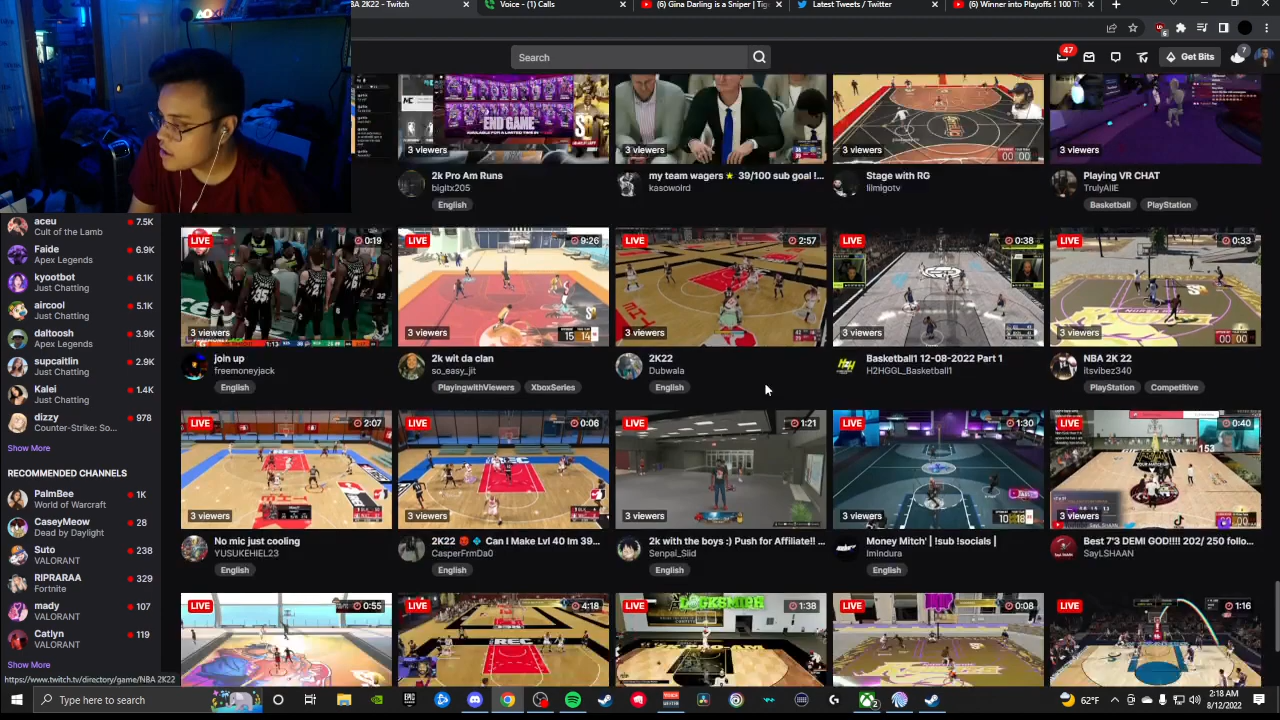 BA 2K22 - Twitch
Voice - (1) Calls
(6) Gina Darling is a Sniper | Tig
Latest Tweets / Twitter
(6) Winner into Playoffs ! 100 Th
Search
47
Get Bits
7
END GAME
3 viewers
3 viewers
3 viewers
3 viewers
2k Pro Am Runs
bigitx205
English
my team wagers ★ 39/100 sub goal !...
kasowolrd
Stage with RG
lilmigotv
Playing VR CHAT
TrulyAllE
Basketball
PlayStation
aceu
Cult of the Lamb
7.5K
Faide
Apex Legends
6.9K
kyootbot
Just Chatting
6.1K
aircool
Just Chatting
5.1K
daltoosh
Apex Legends
3.9K
supcaitlin
Just Chatting
2.9K
Kalei
Just Chatting
1.4K
dizzy
Counter-Strike: So...
978
Show More
RECOMMENDED CHANNELS
PalmBee
World of Warcraft
1K
CaseyMeow
Dead by Daylight
28
Suto
VALORANT
238
RIPRARAA
Fortnite
329
mady
VALORANT
107
Catlyn
VALORANT
119
Show More
LIVE
0:19
3 viewers
LIVE
9:26
3 viewers
LIVE
2:57
3 viewers
LIVE
0:38
3 viewers
LIVE
0:33
3 viewers
join up
freemoneyjack
English
2k wit da clan
so_easy_jit
PlayingwithViewers
XboxSeries
2K22
Dubwala
English
Basketball1 12-08-2022 Part 1
H2HGGL_Basketball1
NBA 2K 22
itsvibez340
PlayStation
Competitive
LIVE
2:07
3 viewers
LIVE
0:06
3 viewers
LIVE
1:21
3 viewers
LIVE
1:30
3 viewers
LIVE
0:40
3 viewers
No mic just cooling
YUSUKEHIEL23
English
2K22 Can I Make Lvl 40 Im 39...
CasperFrmDa0
English
2k with the boys :) Push for Affiliate!! ...
Senpai_Slid
English
Money Mitch' | !sub !socials |
Imindura
English
Best 7'3 DEMI GOD!!!! 202/ 250 follo...
SayLSHAAN
LIVE
0:55
LIVE
4:18
LIVE
1:38
LIVE
0:08
LIVE
1:16
https://www.twitch.tv/directory/game/NBA 2K22
Type here to search
62°F
2:18 AM
8/12/2022